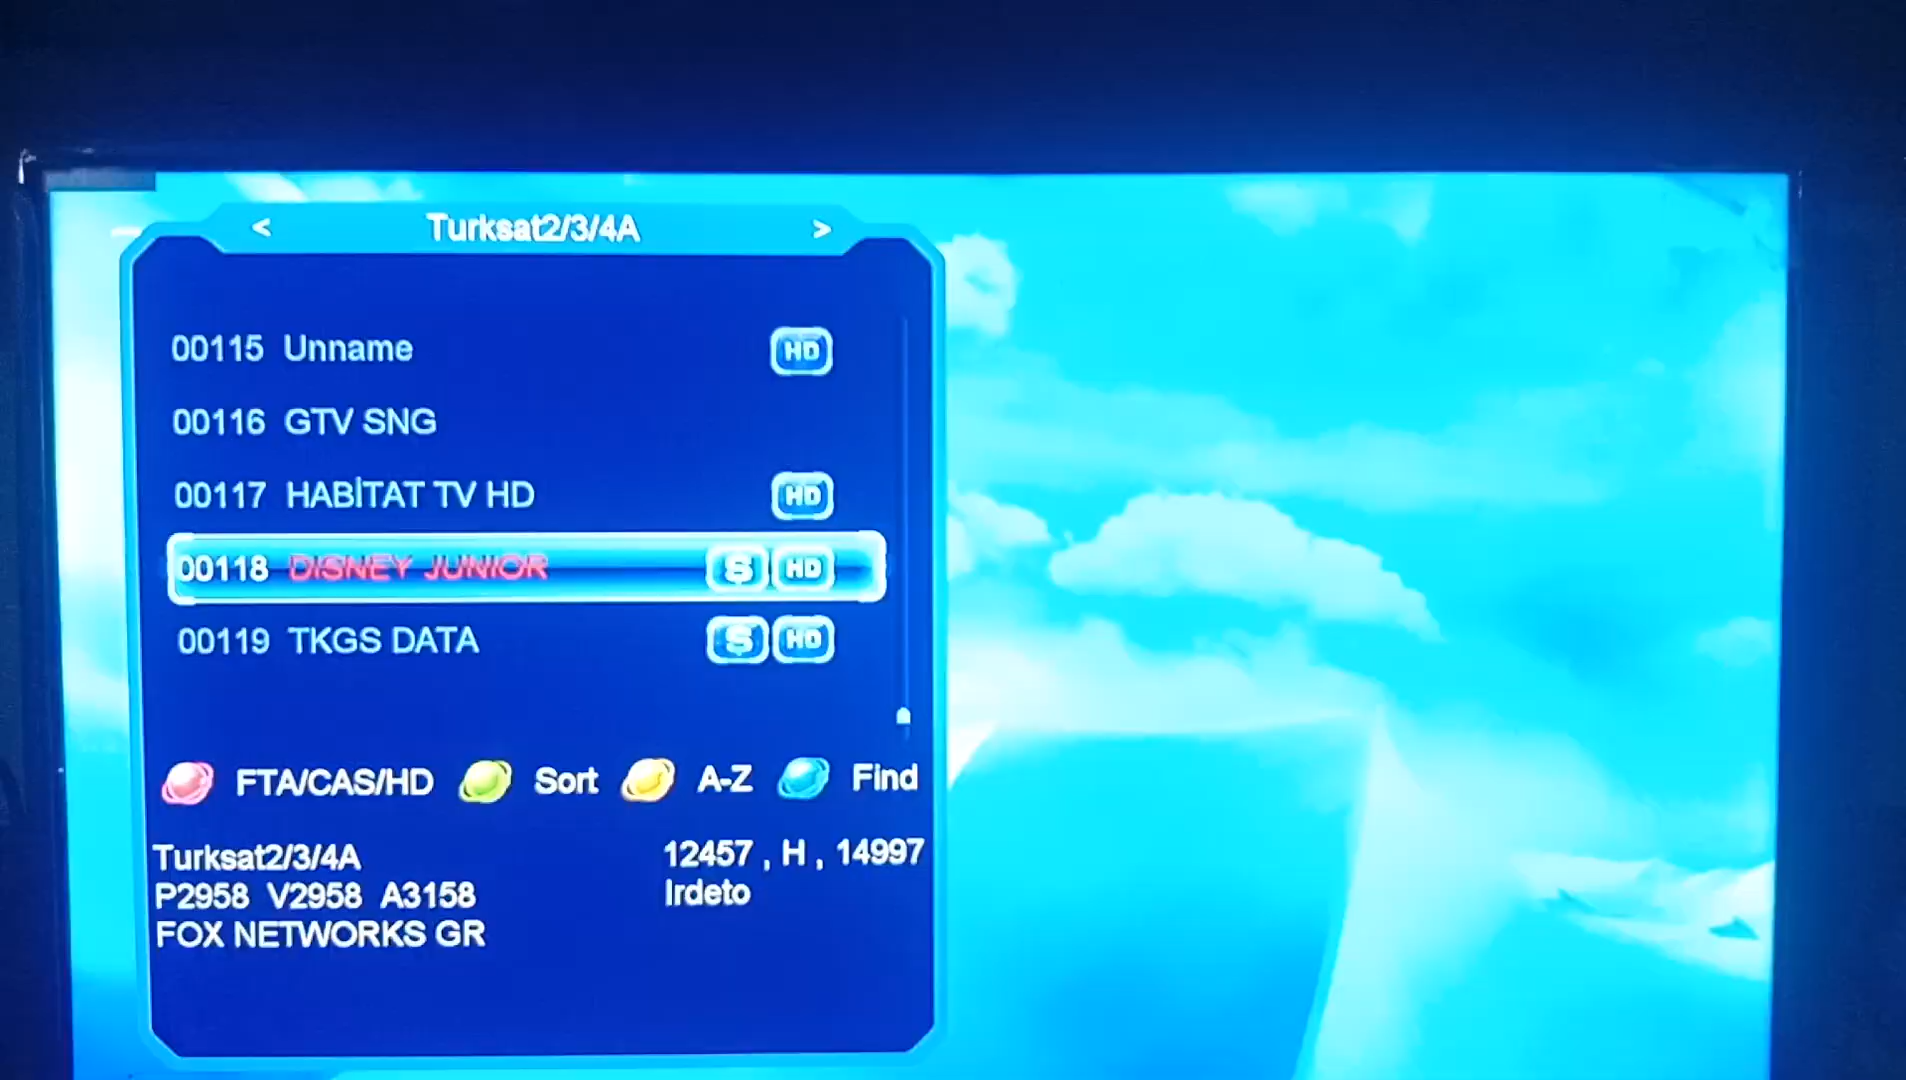 < Turksat2/3/4A >
00115 Unname HD
00116 GTV SNG
00117 HABİTAT TV HD HD
00118 DISNEY JUNIOR $ HD
00119 TKGS DATA $ HD
FTA/CAS/HD Sort A-Z Find
Turksat2/3/4A 12457 , H , 14997
P2958 V2958 A3158 Irdeto
FOX NETWORKS GR